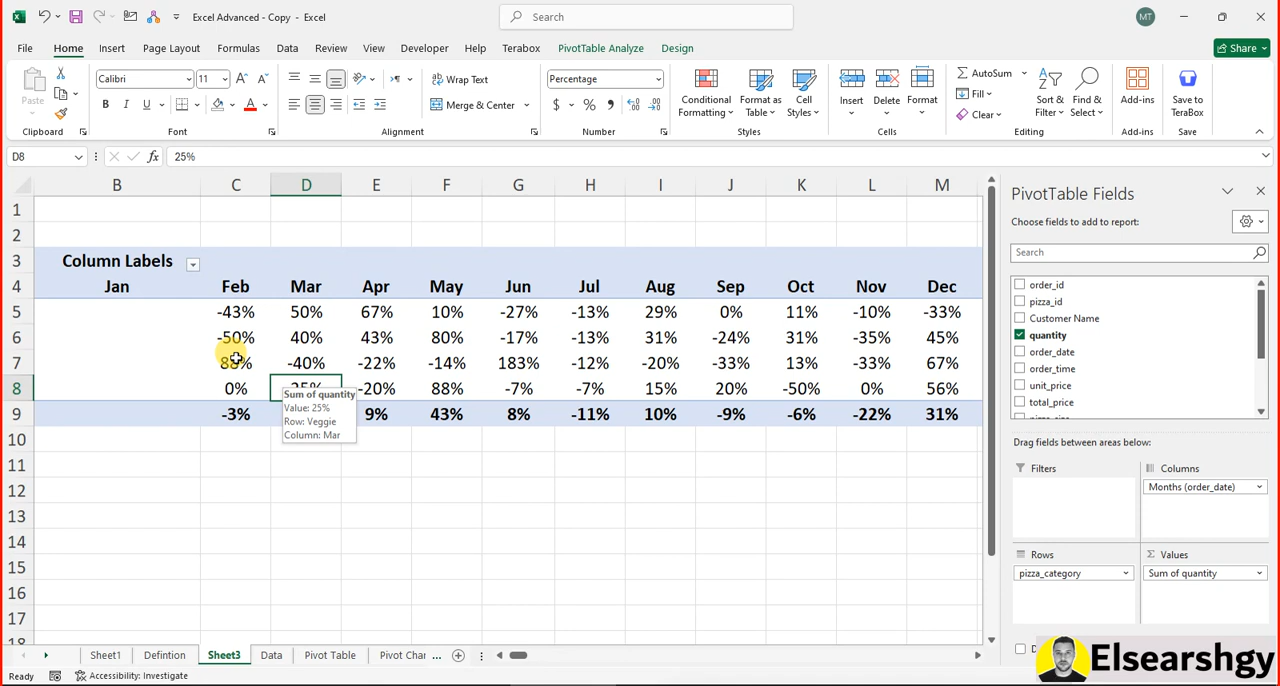 Excel Advanced - Copy - Excel
Search
MT
File Home Insert Draw Page Layout Formulas Data Review View Developer Help Terabox PivotTable Analyze Design Share
Paste
Calibri 11
B I U A
Wrap Text
Merge & Center
Percentage
$ %
Conditional Formatting
Format as Table
Cell Styles
Insert Delete Format
AutoSum
Fill
Clear
Sort & Filter
Find & Select
Add-ins
Save to TeraBox
Clipboard Font Alignment Number Styles Cells Editing Add-ins Save
D8 fx 25%
B C D E F G H I J K L M
1
2
3 Column Labels
4 Jan Feb Mar Apr May Jun Jul Aug Sep Oct Nov Dec
5 -43% 50% 67% 10% -27% -13% 29% 0% 11% -10% -33%
6 -50% 40% 43% 80% -17% -13% 31% -24% 31% -35% 45%
7 88% -40% -22% -14% 183% -12% -20% -33% 13% -33% 67%
8 0% 25% -20% 88% -7% -7% 15% 20% -50% 0% 56%
9 -3% 9% 43% 8% -11% 10% -9% -6% -22% 31%
Sum of quantity
Value: 25%
Row: Veggie
Column: Mar
10
11
12
13
14
15
16
17
18
PivotTable Fields
Choose fields to add to report:
Search
order_id
pizza_id
Customer Name
quantity
order_date
order_time
unit_price
total_price
Drag fields between areas below:
Filters
Columns
Months (order_date)
Rows
pizza_category
Values
Sum of quantity
Sheet1 Defintion Sheet3 Data Pivot Table Pivot Char ...
Ready Accessibility: Investigate
Elsearshgy